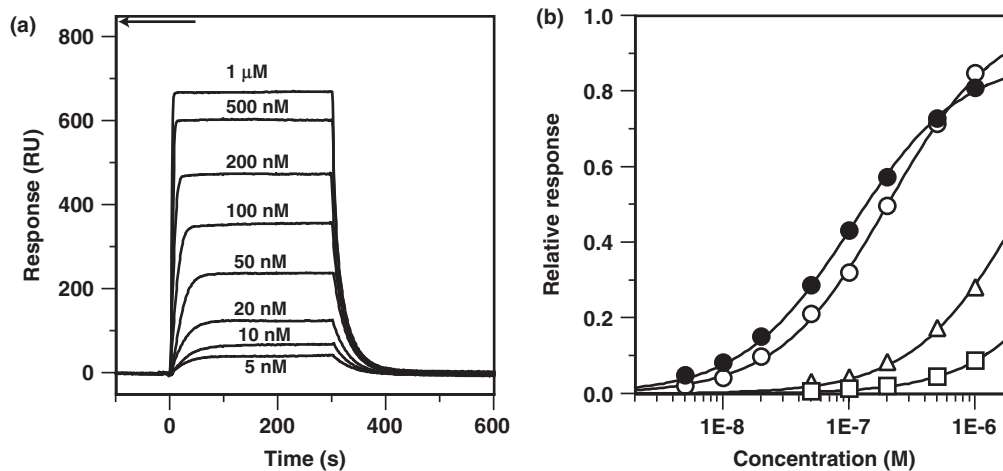 (a)
800
600
400
200
0
Response (RU)
1 μM
500 nM
200 nM
100 nM
50 nM
20 nM
10 nM
5 nM
0 200 400 600
Time (s)
(b)
1.0
0.8
0.6
0.4
0.2
0.0
Relative response
1E-8 1E-7 1E-6
Concentration (M)